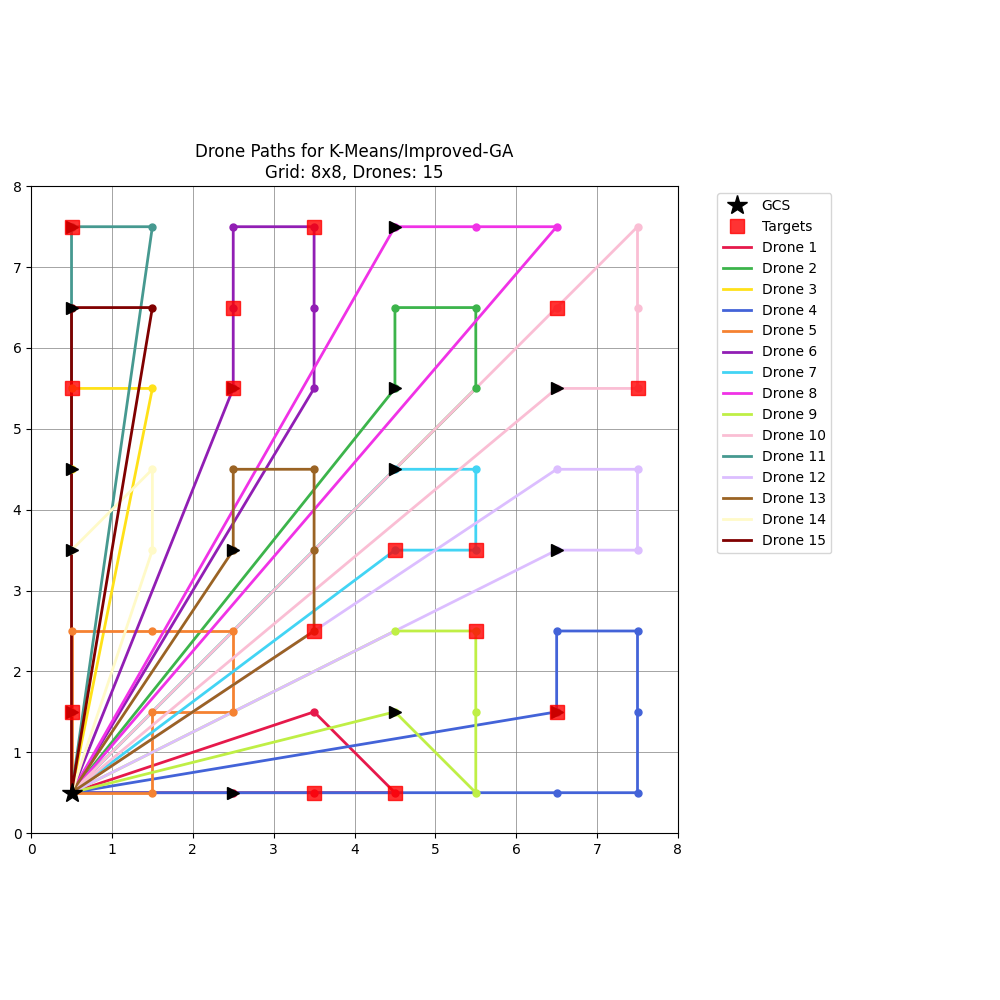 Drone Paths for K-Means/Improved-GA
Grid: 8x8, Drones: 15
8
7
6
5
4
3
2
1
0
0 1 2 3 4 5 6 7 8
GCS
Targets
Drone 1
Drone 2
Drone 3
Drone 4
Drone 5
Drone 6
Drone 7
Drone 8
Drone 9
Drone 10
Drone 11
Drone 12
Drone 13
Drone 14
Drone 15